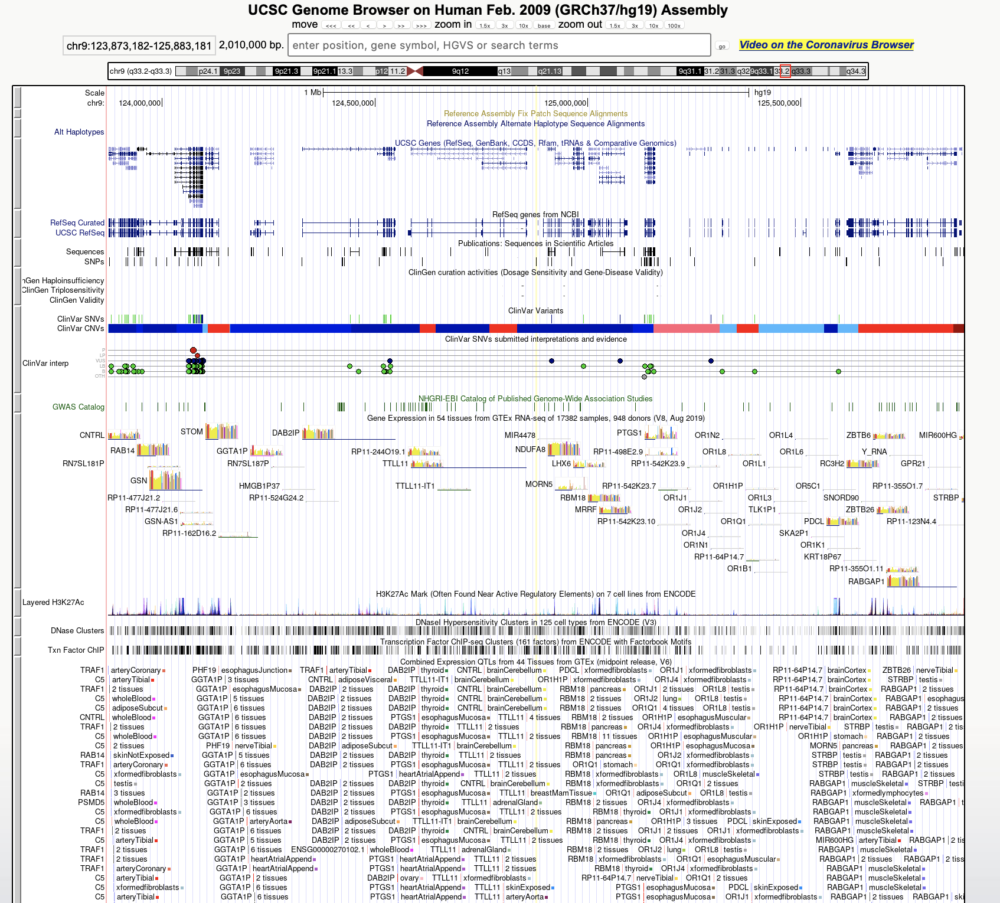 UCSC Genome Browser on Human Feb. 2009 (GRCh37/hg19) Assembly
move <<< << < > >> >>> zoom in 1.5x 3x 10x base zoom out 1.5x 3x 10x 100x
chr9:123,873,182-125,883,181 2,010,000 bp. enter position, gene symbol, HGVS or search terms go Video on the Coronavirus Browser
chr9 (q33.2-q33.3) p24.1 9p23 9p21.3 9p21.1 13.3 p12 11.2 9q12 q13 q21.13 9q31.1 31.2 31.3 q32 9q33.1 33.2 q33.3 q34.3
Scale 1 Mb hg19
chr9: 124,000,000 124,500,000 125,000,000 125,500,000
Reference Assembly Fix Patch Sequence Alignments
Reference Assembly Alternate Haplotype Sequence Alignments
Alt Haplotypes
UCSC Genes (RefSeq, GenBank, CCDS, Rfam, tRNAs & Comparative Genomics)
RefSeq genes from NCBI
RefSeq Curated
UCSC RefSeq
Publications: Sequences in Scientific Articles
Sequences
SNPs
ClinGen curation activities (Dosage Sensitivity and Gene-Disease Validity)
nGen Haploinsufficiency
ClinGen Triplosensitivity
ClinGen Validity
ClinVar Variants
ClinVar SNVs
ClinVar CNVs
ClinVar SNVs submitted interpretations and evidence
P
LP
VUS
ClinVar interp
LB
B
OTH
NHGRI-EBI Catalog of Published Genome-Wide Association Studies
GWAS Catalog
Gene Expression in 54 tissues from GTEx RNA-seq of 17382 samples, 948 donors (V8, Aug 2019)
CNTRL STOM DAB2IP MIR4478 PTGS1 OR1N2 OR1L4 ZBTB6 MIR600HG
RAB14 GGTA1P RP11-244O19.1 NDUFA8 RP11-498E2.9 OR1L8 OR1L6 Y_RNA
RN7SL181P RN7SL187P TTLL11 LHX6 RP11-542K23.9 OR1L1 RC3H2 GPR21
GSN HMGB1P37 TTLL11-IT1 MORN5 RP11-542K23.7 OR1H1P OR5C1 RP11-355O1.7
RP11-477J21.2 RP11-524G24.2 RBM18 OR1J1 OR1L3 SNORD90 STRBP
RP11-477J21.6 MRRF OR1J2 TLK1P1 ZBTB26
GSN-AS1 RP11-542K23.10 OR1Q1 PDCL RP11-123N4.4
RP11-162D16.2 OR1J4 SKA2P1
OR1N1 OR1K1
RP11-64P14.7 KRT18P67
OR1B1 RP11-355O1.11
RABGAP1
H3K27Ac Mark (Often Found Near Active Regulatory Elements) on 7 cell lines from ENCODE
Layered H3K27Ac
DNaseI Hypersensitivity Clusters in 125 cell types from ENCODE (V3)
DNase Clusters
Transcription Factor ChIP-seq Clusters (161 factors) from ENCODE with Factorbook Motifs
Txn Factor ChIP
Combined Expression QTLs from 44 Tissues from GTEx (midpoint release, V6)
TRAF1 arteryCoronary PHF19 esophagusJunction TRAF1 arteryTibial DAB2IP thyroid CNTRL brainCerebellum PDCL xformedfibroblasts OR1J1 xformedfibroblasts RP11-64P14.7 brainCortex ZBTB26 nerveTibial
C5 arteryTibial GGTA1P 3 tissues CNTRL adiposeVisceral TTLL11-IT1 brainCerebellum OR1H1P xformedfibroblasts OR1J4 xformedfibroblasts RP11-64P14.7 brainCortex STRBP testis
TRAF1 2 tissues GGTA1P esophagusMucosa DAB2IP 2 tissues DAB2IP thyroid CNTRL brainCerebellum RBM18 pancreas OR1J1 2 tissues OR1L8 testis RP11-64P14.7 brainCortex RABGAP1 2 tissues
C5 wholeBlood GGTA1P 5 tissues DAB2IP 2 tissues DAB2IP thyroid CNTRL brainCerebellum RBM18 2 tissues OR1J2 lung OR1L8 testis RP11-64P14.7 brainCortex RABGAP1 esophagus
C5 adiposeSubcut GGTA1P 6 tissues DAB2IP 2 tissues DAB2IP thyroid CNTRL brainCerebellum RBM18 2 tissues OR1Q1 4 tissues OR1L8 testis RP11-64P14.7 brainCortex RABGAP1 2 tissues
CNTRL wholeBlood GGTA1P 6 tissues DAB2IP 2 tissues PTGS1 esophagusMucosa TTLL11 4 tissues RBM18 2 tissues OR1H1P esophagusMuscular RP11-64P14.7 brainCortex RABGAP1 2 tissues
TRAF1 2 tissues GGTA1P 6 tissues DAB2IP 2 tissues DAB2IP thyroid TTLL11 2 tissues RBM18 pancreas OR1J4 xformedfibroblasts OR1H1P nerveTibial STRBP testis RABGAP1 2 tis
C5 wholeBlood GGTA1P 6 tissues DAB2IP 2 tissues PTGS1 esophagusMucosa TTLL11 2 tissues RBM18 11 tissues OR1H1P esophagusMuscular OR1H1P stomach RABGAP1 2 tissues
C5 2 tissues PHF19 nerveTibial DAB2IP adiposeSubcut TTLL11-IT1 brainCerebellum RBM18 pancreas OR1H1P esophagusMucosa MORN5 pancreas RABGAP1 2 tissues
RAB14 skinNotExposed GGTA1P 5 tissues DAB2IP 2 tissues DAB2IP thyroid TTLL11 2 tissues RBM18 pancreas OR1J2 xformedfibroblasts STRBP testis RABGAP1 2 tissues
TRAF1 arteryCoronary GGTA1P 6 tissues DAB2IP 2 tissues PTGS1 esophagusMucosa TTLL11 2 tissues OR1Q1 stomach OR1Q1 xformedfibroblasts STRBP testis RABGAP1 2 tissues
C5 xformedfibroblasts GGTA1P esophagusMucosa PTGS1 heartAtrialAppend TTLL11 2 tissues RBM18 xformedfibroblasts OR1L8 muscleSkeletal STRBP testis RABGAP1 2 tissues
C5 testis GGTA1P 2 tissues DAB2IP 2 tissues DAB2IP thyroid CNTRL brainCerebellum RBM18 xformedfibroblasts OR1Q1 2 tissues RABGAP1 muscleSkeletal STRBP testi
RAB14 3 tissues GGTA1P 2 tissues DAB2IP 2 tissues PTGS1 esophagusMucosa TTLL11 breastMamTissue OR1Q1 adiposeSubcut OR1L8 testis RABGAP1 xformedlymphocytes
PSMD5 wholeBlood GGTA1P 3 tissues DAB2IP 2 tissues DAB2IP thyroid TTLL11 adrenalGland RBM18 2 tissues OR1J4 xformedfibroblasts RABGAP1 muscleSkeletal RABGAP1 t
C5 xformedfibroblasts GGTA1P 6 tissues DAB2IP 2 tissues PTGS1 esophagusMucosa TTLL11 2 tissues RBM18 thyroid OR1J1 xformedfibroblasts RABGAP1 muscleSkeletal
C5 wholeBlood GGTA1P arteryAorta DAB2IP adiposeSubcut TTLL11-IT1 brainCerebellum RBM18 pancreas OR1H1P 3 tissues PDCL skinExposed RABGAP1 muscleSkeletal
TRAF1 2 tissues GGTA1P 6 tissues DAB2IP 2 tissues DAB2IP thyroid CNTRL brainCerebellum RBM18 2 tissues OR1J1 2 tissues OR1J1 xformedfibroblasts RABGAP1 muscleSkeletal
C5 arteryTibial GGTA1P 5 tissues DAB2IP 2 tissues PTGS1 esophagusMucosa TTLL11 2 tissues RBM18 thyroid OR1J4 xformedfibroblasts MIR600HG arteryTibial RABGAP1 2 tis
TRAF1 2 tissues GGTA1P 6 tissues ENSG00000270102.1 wholeBlood TTLL11 adrenalGland RBM18 2 tissues OR1J2 lung OR1L8 testis RABGAP1 muscleSkeletal
TRAF1 2 tissues GGTA1P heartAtrialAppend PTGS1 heartAtrialAppend TTLL11 2 tissues RBM18 xformedfibroblasts OR1Q1 esophagusMuscular RABGAP1 2 tissues RABGAP1 2 tiss
TRAF1 arteryCoronary GGTA1P heartAtrialAppend PTGS1 heartAtrialAppend TTLL11 2 tissues RBM18 thyroid OR1J4 xformedfibroblasts RABGAP1 muscleSkeletal
C5 arteryTibial GGTA1P 2 tissues DAB2IP ovary TTLL11 xformedfibroblasts RP11-64P14.7 nerveTibial OR1Q1 2 tissues RABGAP1 muscleSkeletal
C5 xformedfibroblasts GGTA1P 6 tissues PTGS1 heartAtrialAppend TTLL11 skinExposed PTGS1 esophagusMucosa PDCL skinExposed RABGAP1 muscleSkeletal
C5 arteryTibial GGTA1P 6 tissues PTGS1 heartAtrialAppend TTLL11 arteryAorta PTGS1 esophagusMucosa OR1J1 xformedfibroblasts RABGAP1 2 tissues RABGAP1 ski